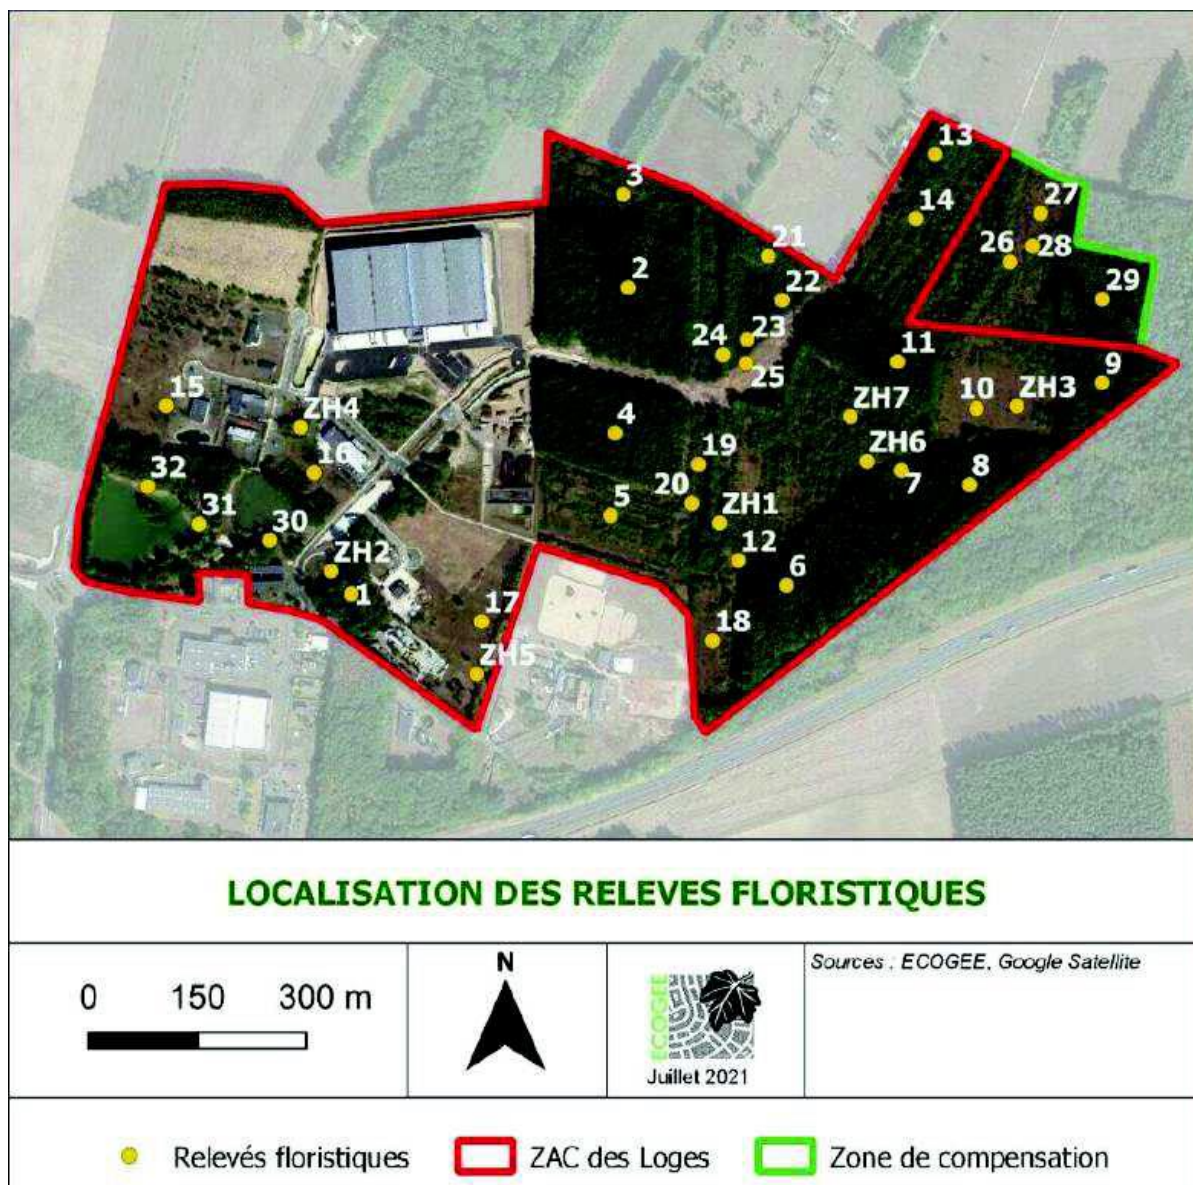 13
3
14
27
21
26
28
2
22
29
23
24
11
25
9
10
ZH3
15
ZH4
ZH7
4
19
ZH6
16
7
8
32
20
5
31
ZH1
30
12
ZH2
6
1
17
18
ZH5
LOCALISATION DES RELEVES FLORISTIQUES
0 150 300 m
N
ECOGEE
Juillet 2021
Sources : ECOGEE, Google Satellite
Relevés floristiques
ZAC des Loges
Zone de compensation